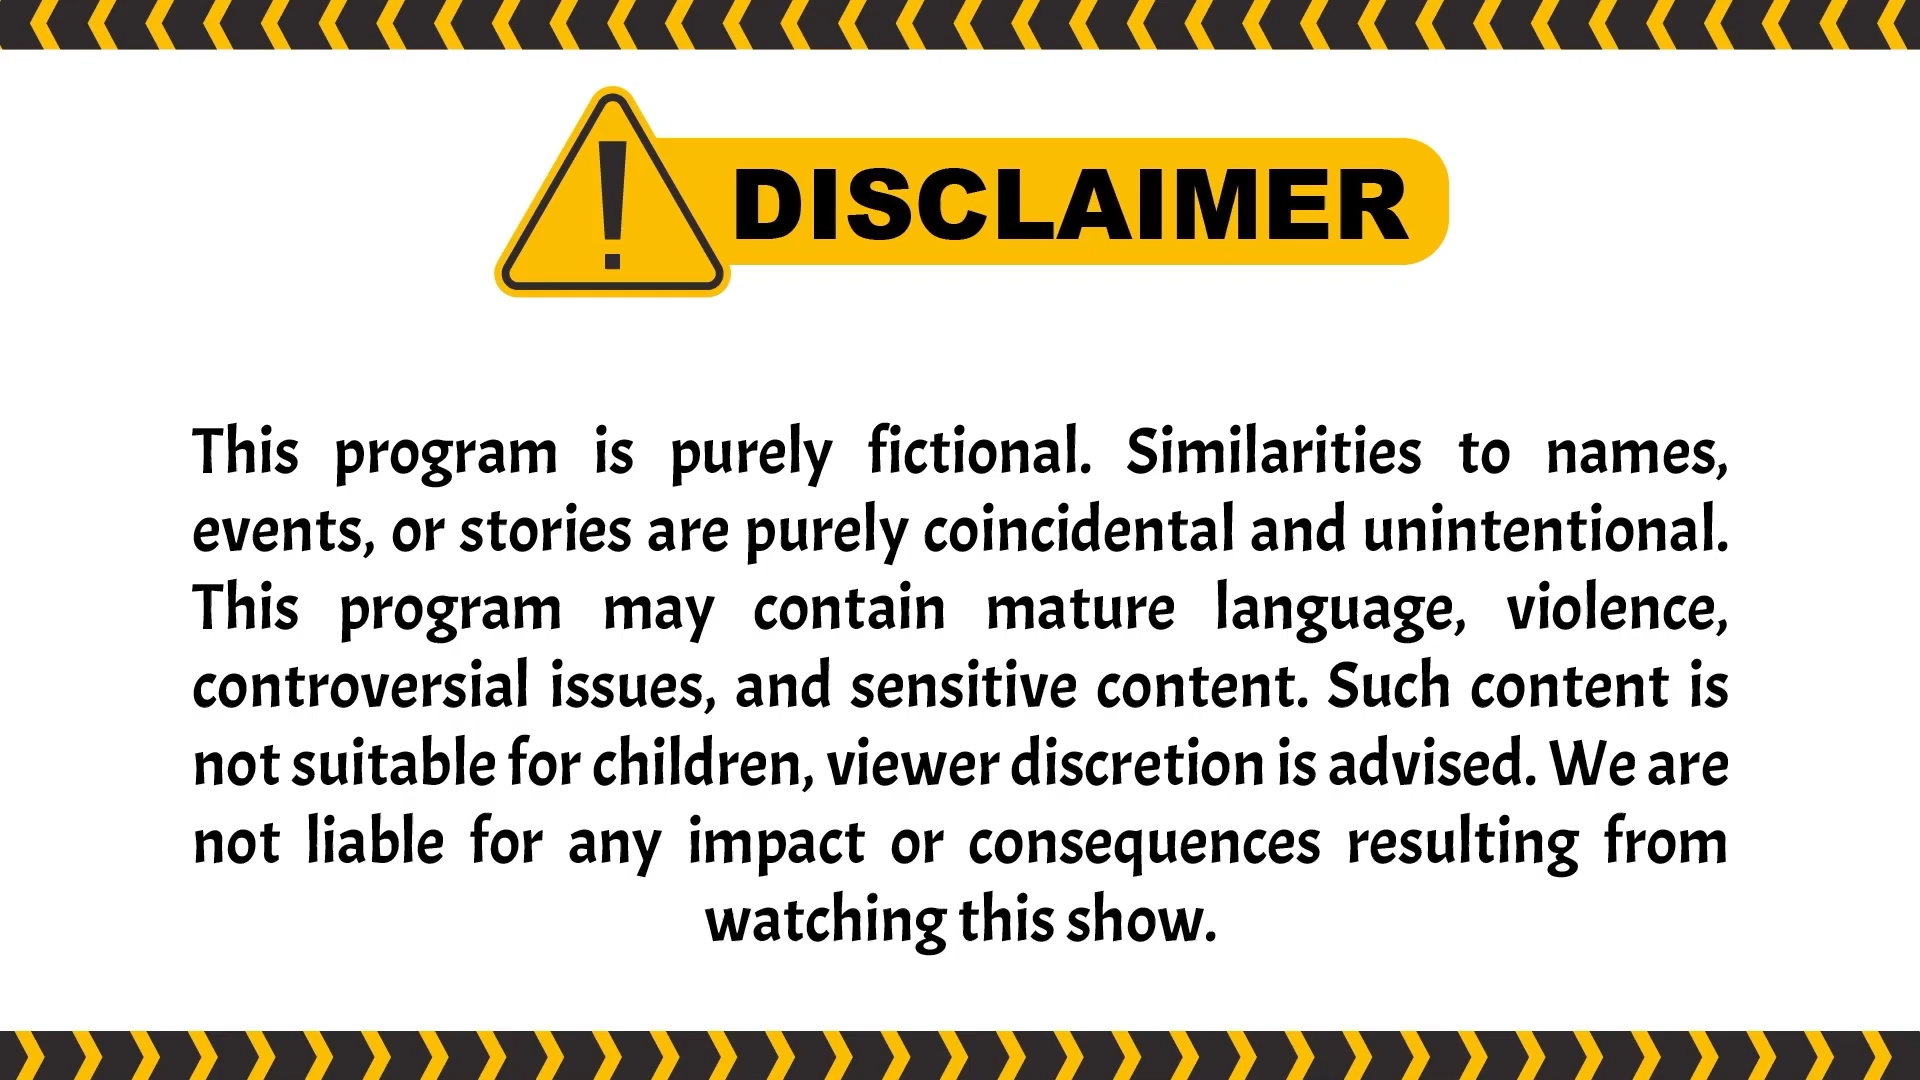 DISCLAIMER
This program is purely fictional. Similarities to names,
events, or stories are purely coincidental and unintentional.
This program may contain mature language, violence,
controversial issues, and sensitive content. Such content is
not suitable for children, viewer discretion is advised. We are
not liable for any impact or consequences resulting from
watching this show.